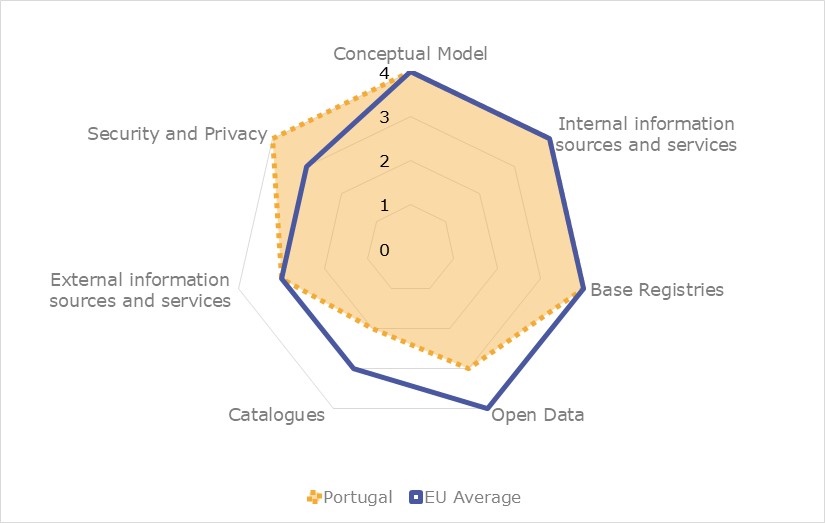 Conceptual Model
4
Internal information
sources and services
3
Security and Privacy
2
1
0
External information
sources and services
Base Registries
Catalogues
Open Data
Portugal
EU Average